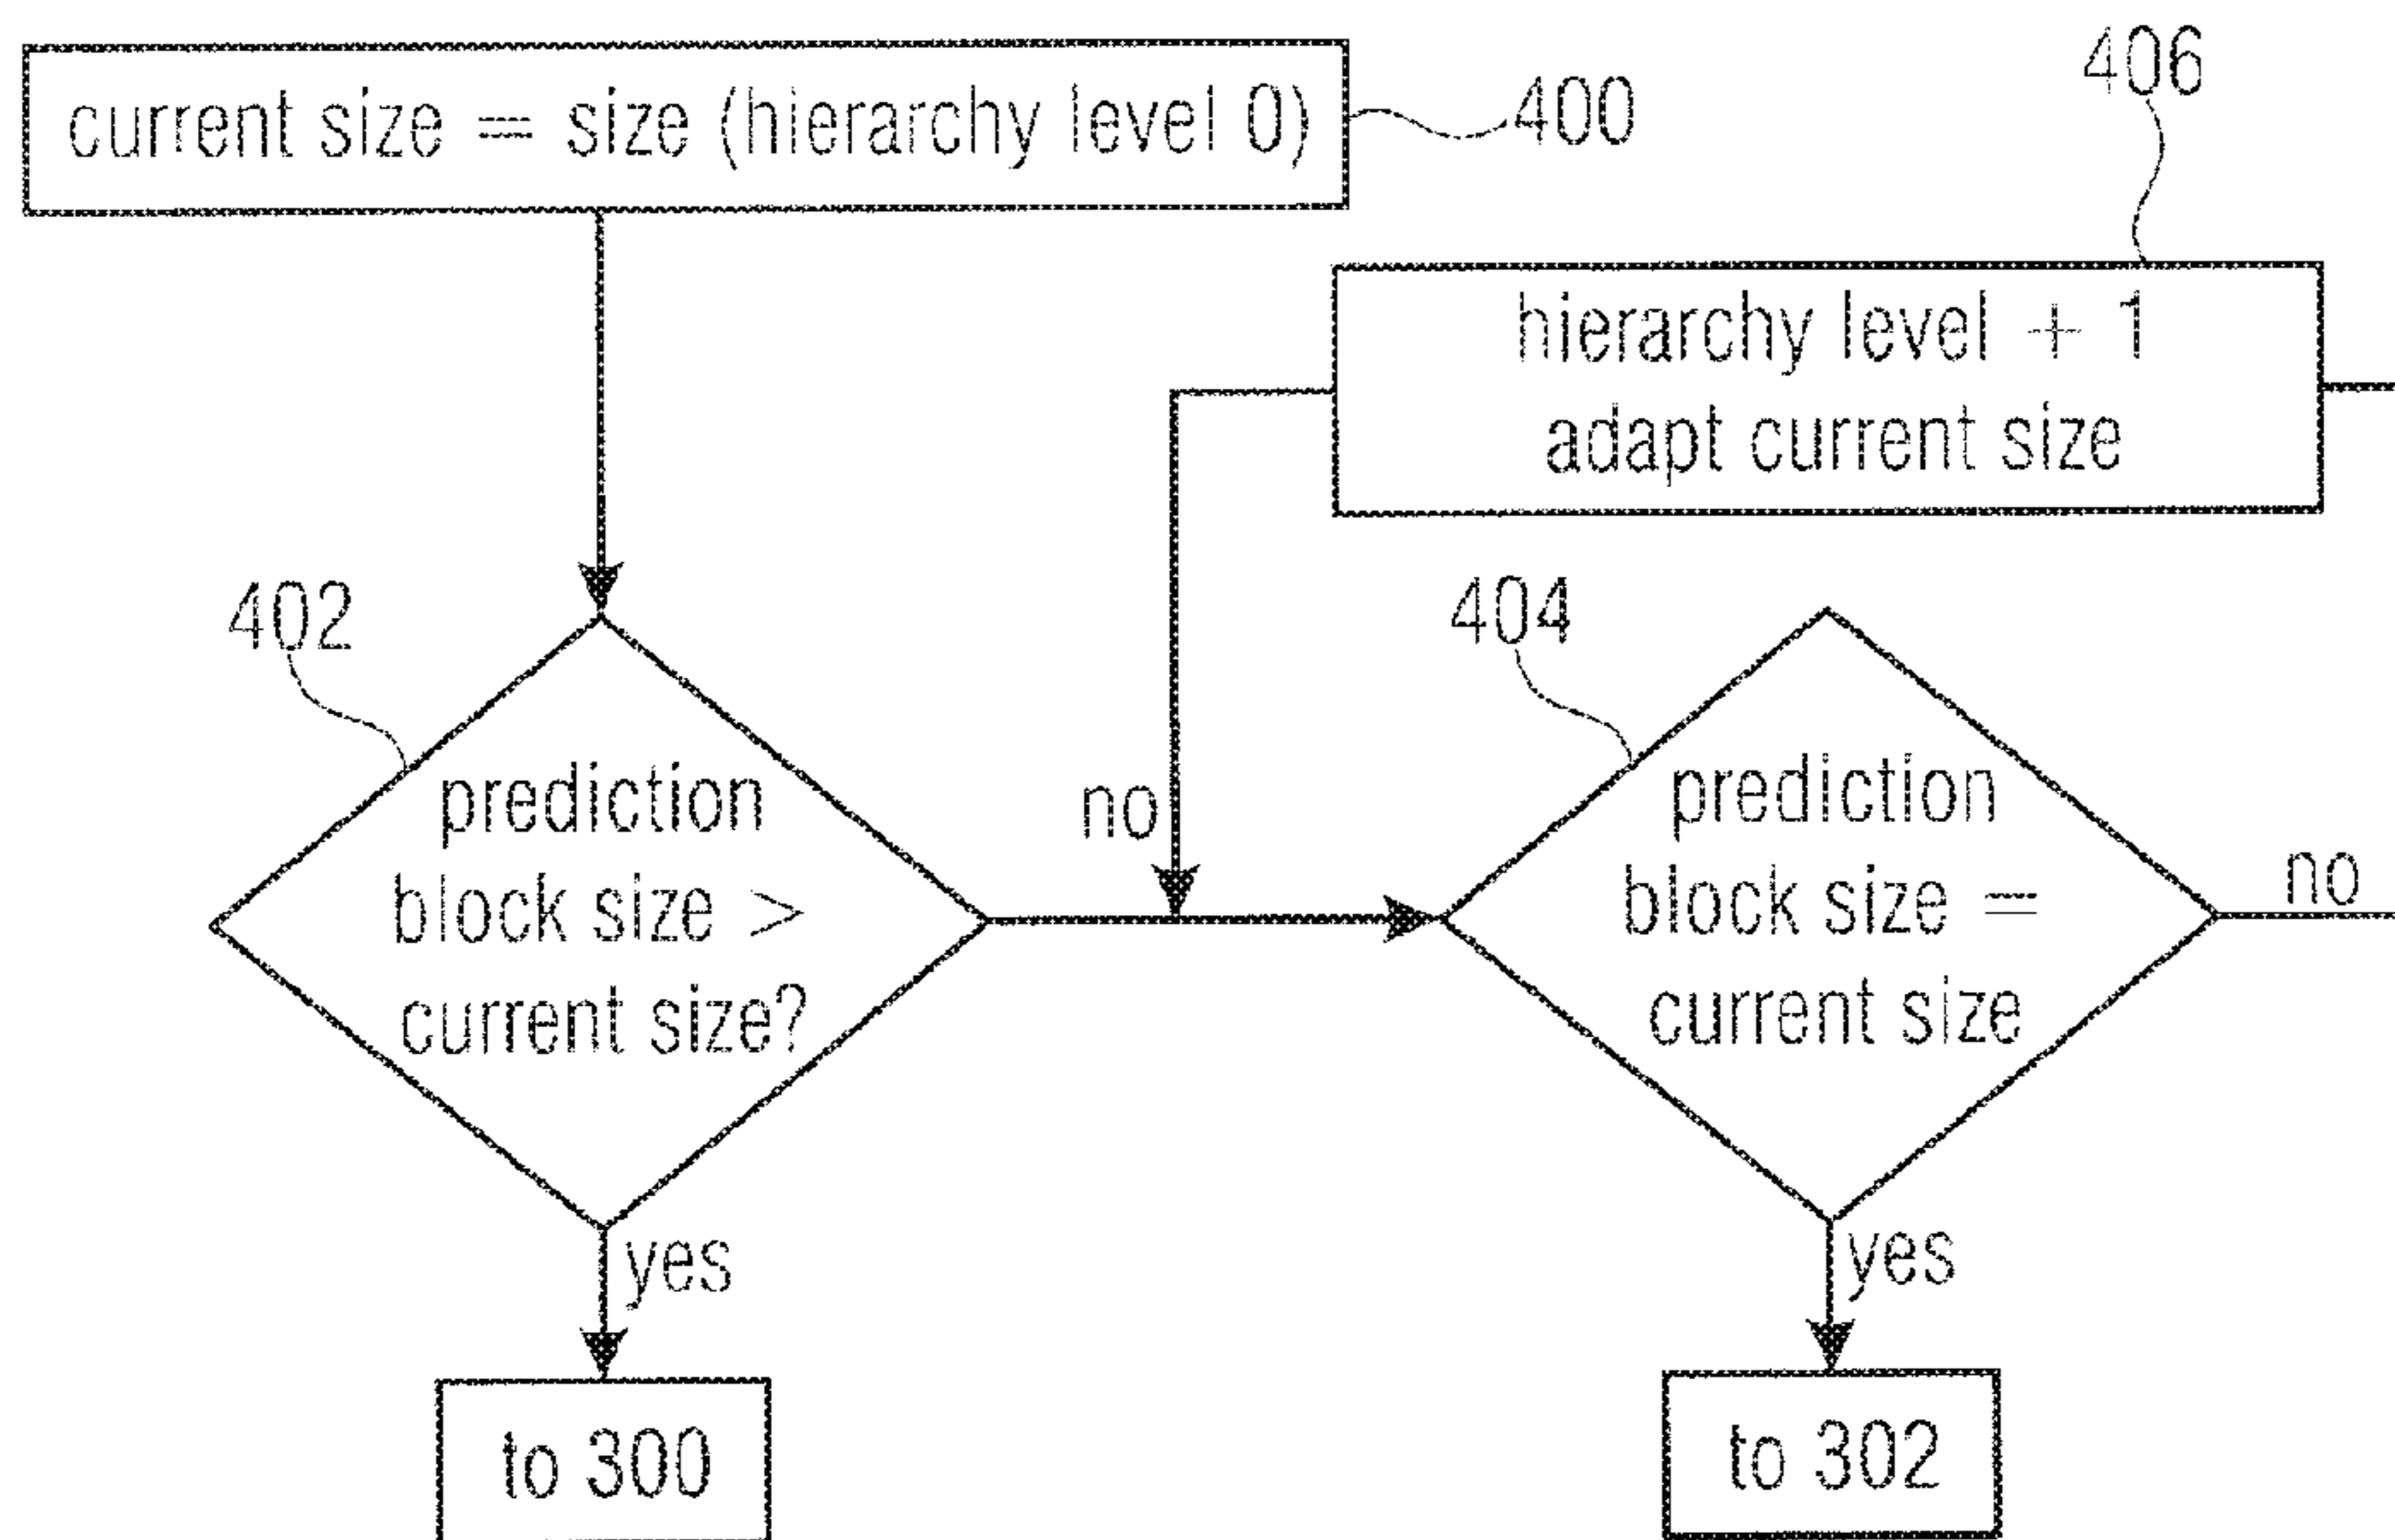 current size = size (hierarchy level 0)
400
406
hierarchy level + 1
adapt current size
402
prediction
block size >
current size?
no
404
prediction
block size =
current size
no
yes
yes
to 300
to 302